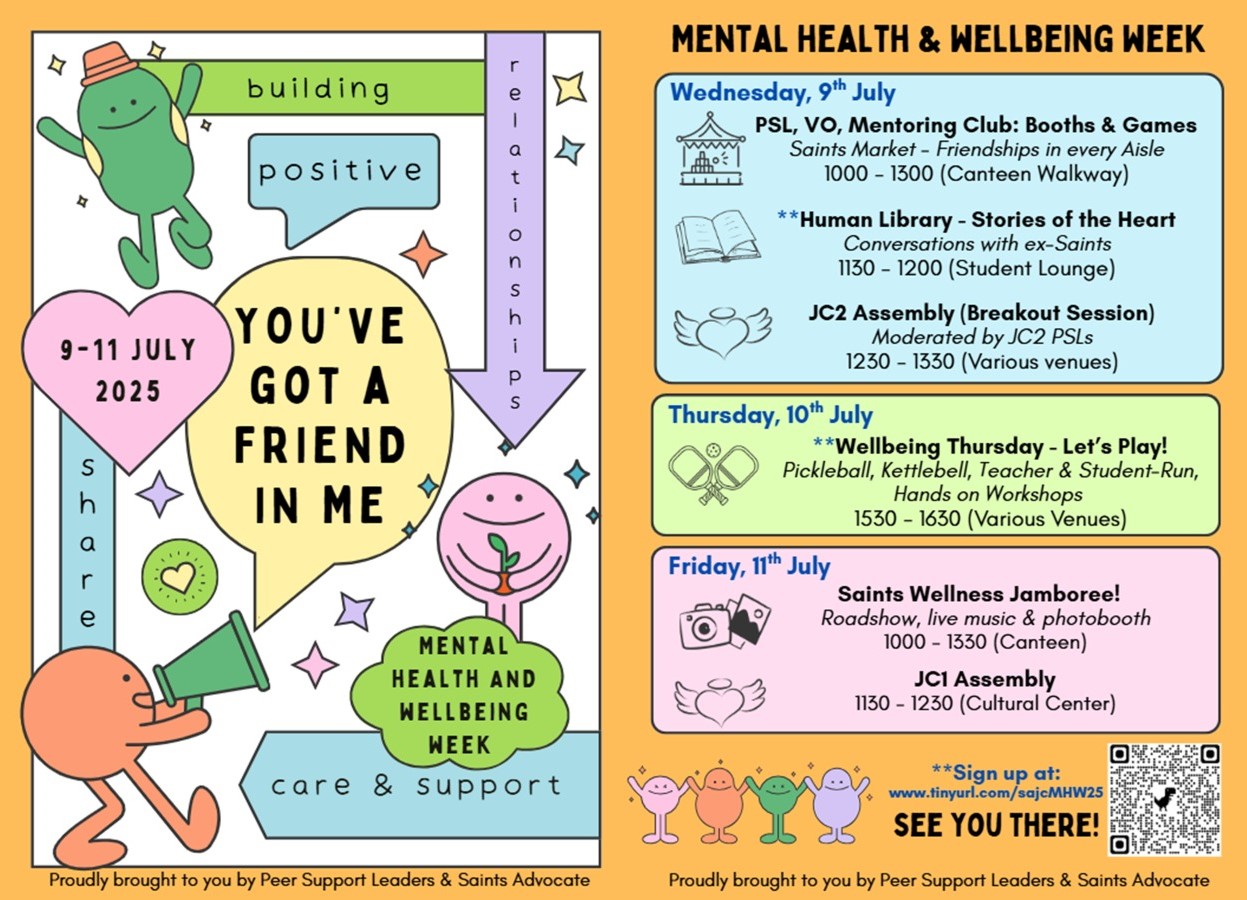 building
relationships
positive
YOU'VE
GOT A
FRIEND
IN ME
9-11 JULY
2025
share
MENTAL
HEALTH AND
WELLBEING
WEEK
care & support
Proudly brought to you by Peer Support Leaders & Saints Advocate
MENTAL HEALTH & WELLBEING WEEK
Wednesday, 9th July
PSL, VO, Mentoring Club: Booths & Games
Saints Market - Friendships in every Aisle
1000 - 1300 (Canteen Walkway)
**Human Library - Stories of the Heart
Conversations with ex-Saints
1130 - 1200 (Student Lounge)
JC2 Assembly (Breakout Session)
Moderated by JC2 PSLs
1230 - 1330 (Various venues)
Thursday, 10th July
**Wellbeing Thursday - Let's Play!
Pickleball, Kettlebell, Teacher & Student-Run,
Hands on Workshops
1530 - 1630 (Various Venues)
Friday, 11th July
Saints Wellness Jamboree!
Roadshow, live music & photobooth
1000 - 1330 (Canteen)
JC1 Assembly
1130 - 1230 (Cultural Center)
**Sign up at:
www.tinyurl.com/sajcMHW25
SEE YOU THERE!
Proudly brought to you by Peer Support Leaders & Saints Advocate